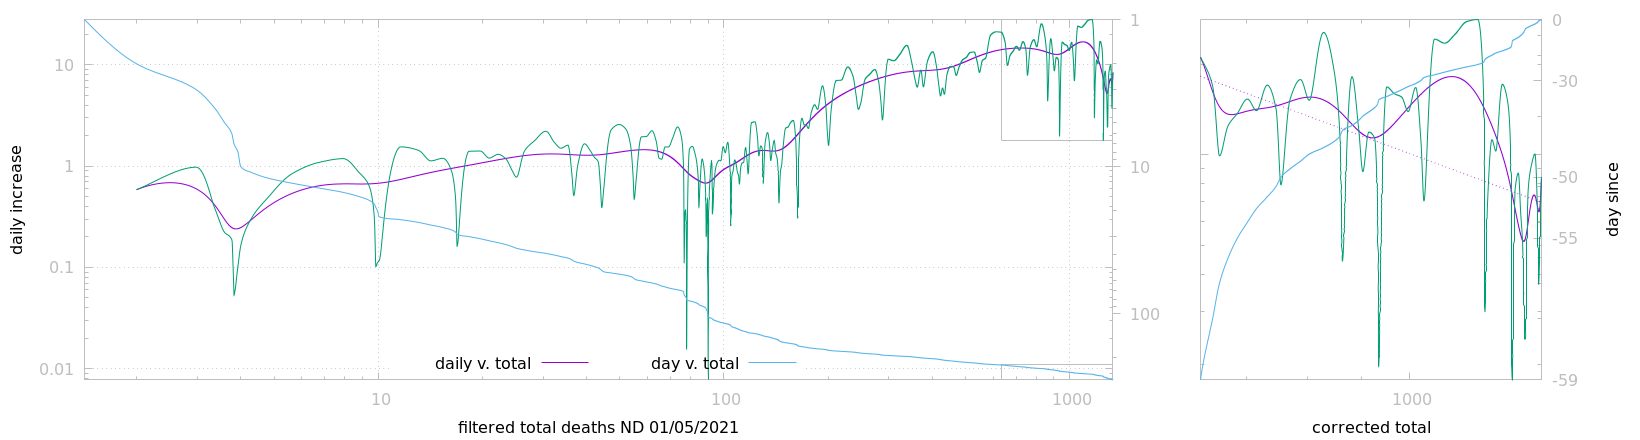 daily increase
10
1
0.1
0.01
10
100
1000
1
10
100
daily v. total
day v. total
filtered total deaths ND 01/05/2021
0
-30
-50
-55
-59
day since
1000
corrected total